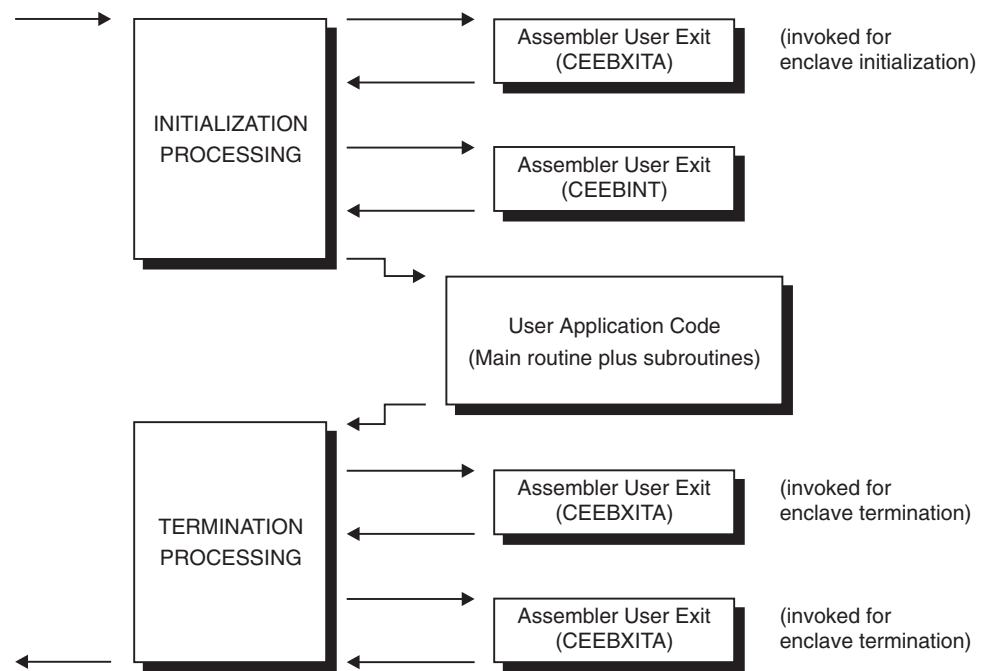 Assembler User Exit
(CEEBXITA)
(invoked for
enclave initialization)
INITIALIZATION
PROCESSING
Assembler User Exit
(CEEBINT)
User Application Code
(Main routine plus subroutines)
Assembler User Exit
(CEEBXITA)
(invoked for
enclave termination)
TERMINATION
PROCESSING
Assembler User Exit
(CEEBXITA)
(invoked for
enclave termination)